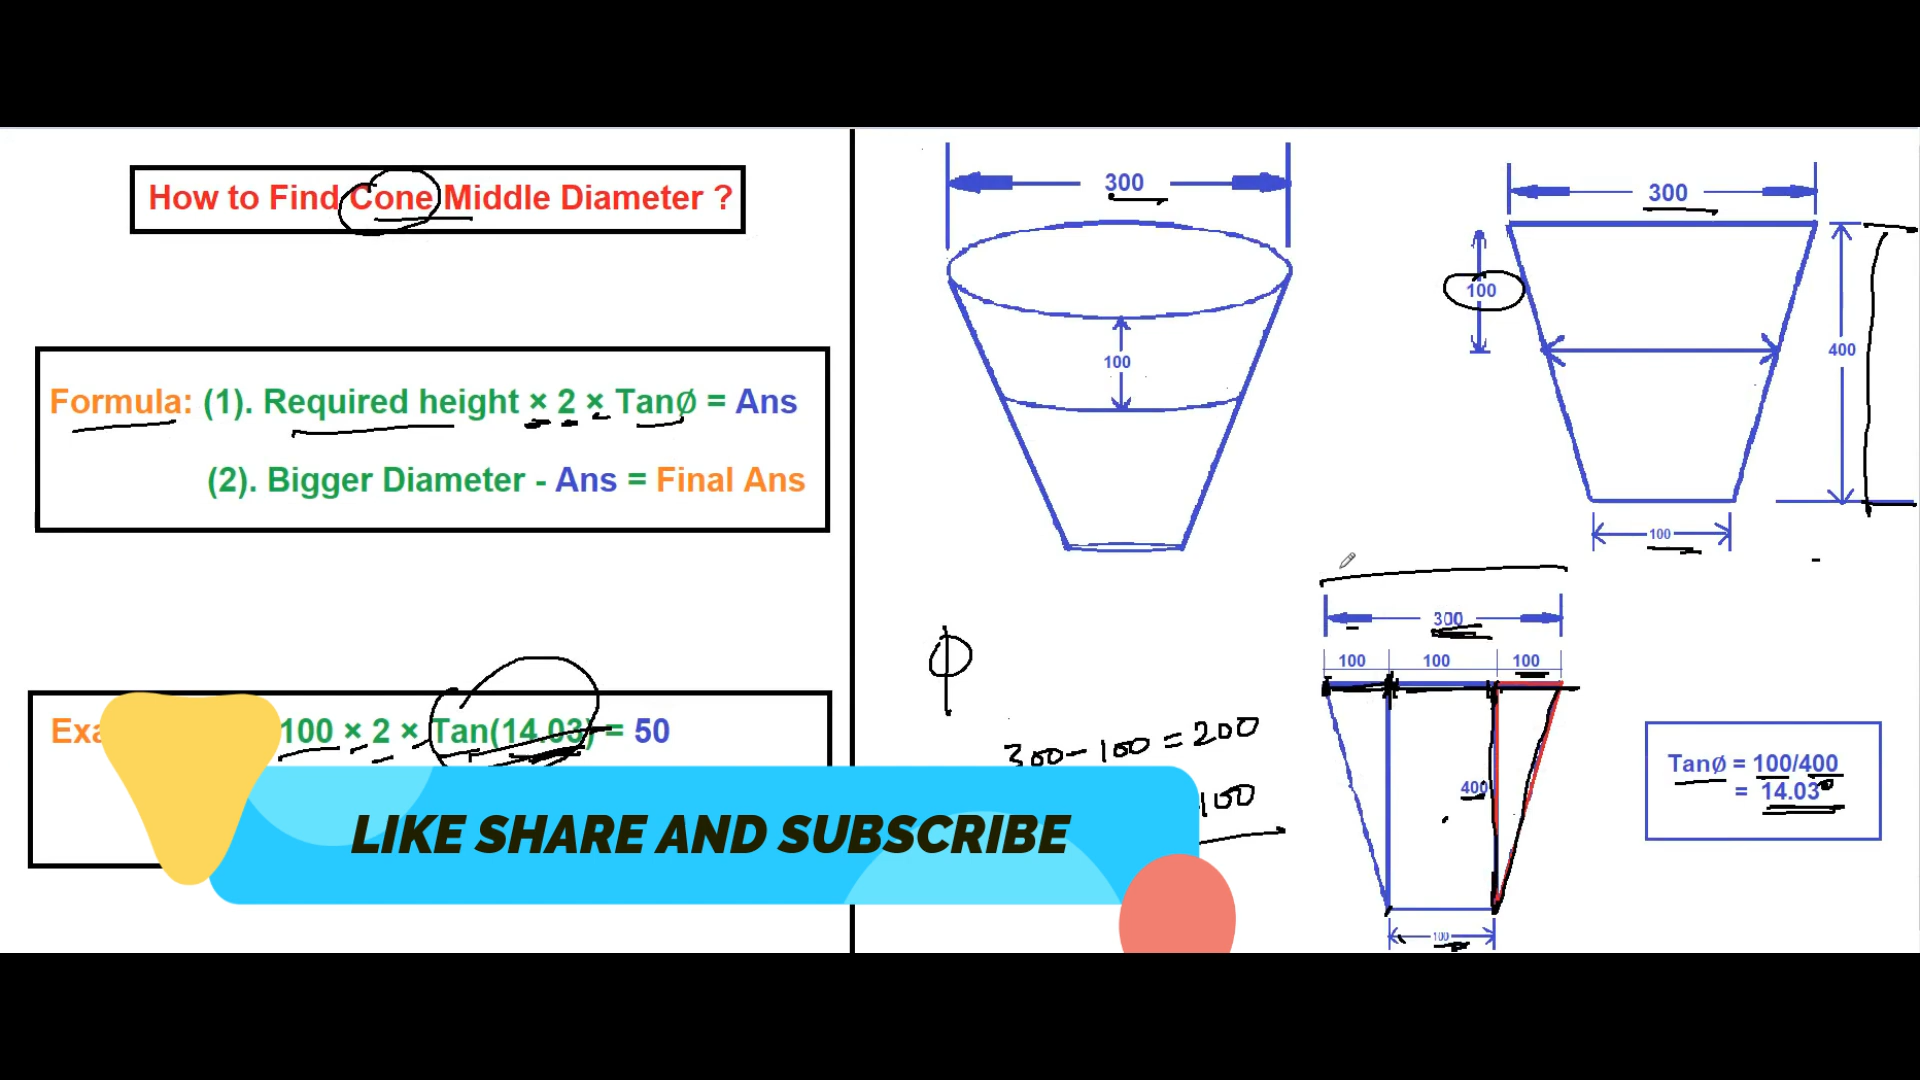 How to Find Cone Middle Diameter ?
Formula: (1). Required height × 2 × Tanø = Ans
(2). Bigger Diameter - Ans = Final Ans
Exa
100 × 2 × Tan(14.03) = 50
LIKE SHARE AND SUBSCRIBE
300
100
300
100
400
100
300
100 100 100
400
100
ϕ
300-100=200
100
Tanø = 100/400
= 14.03°